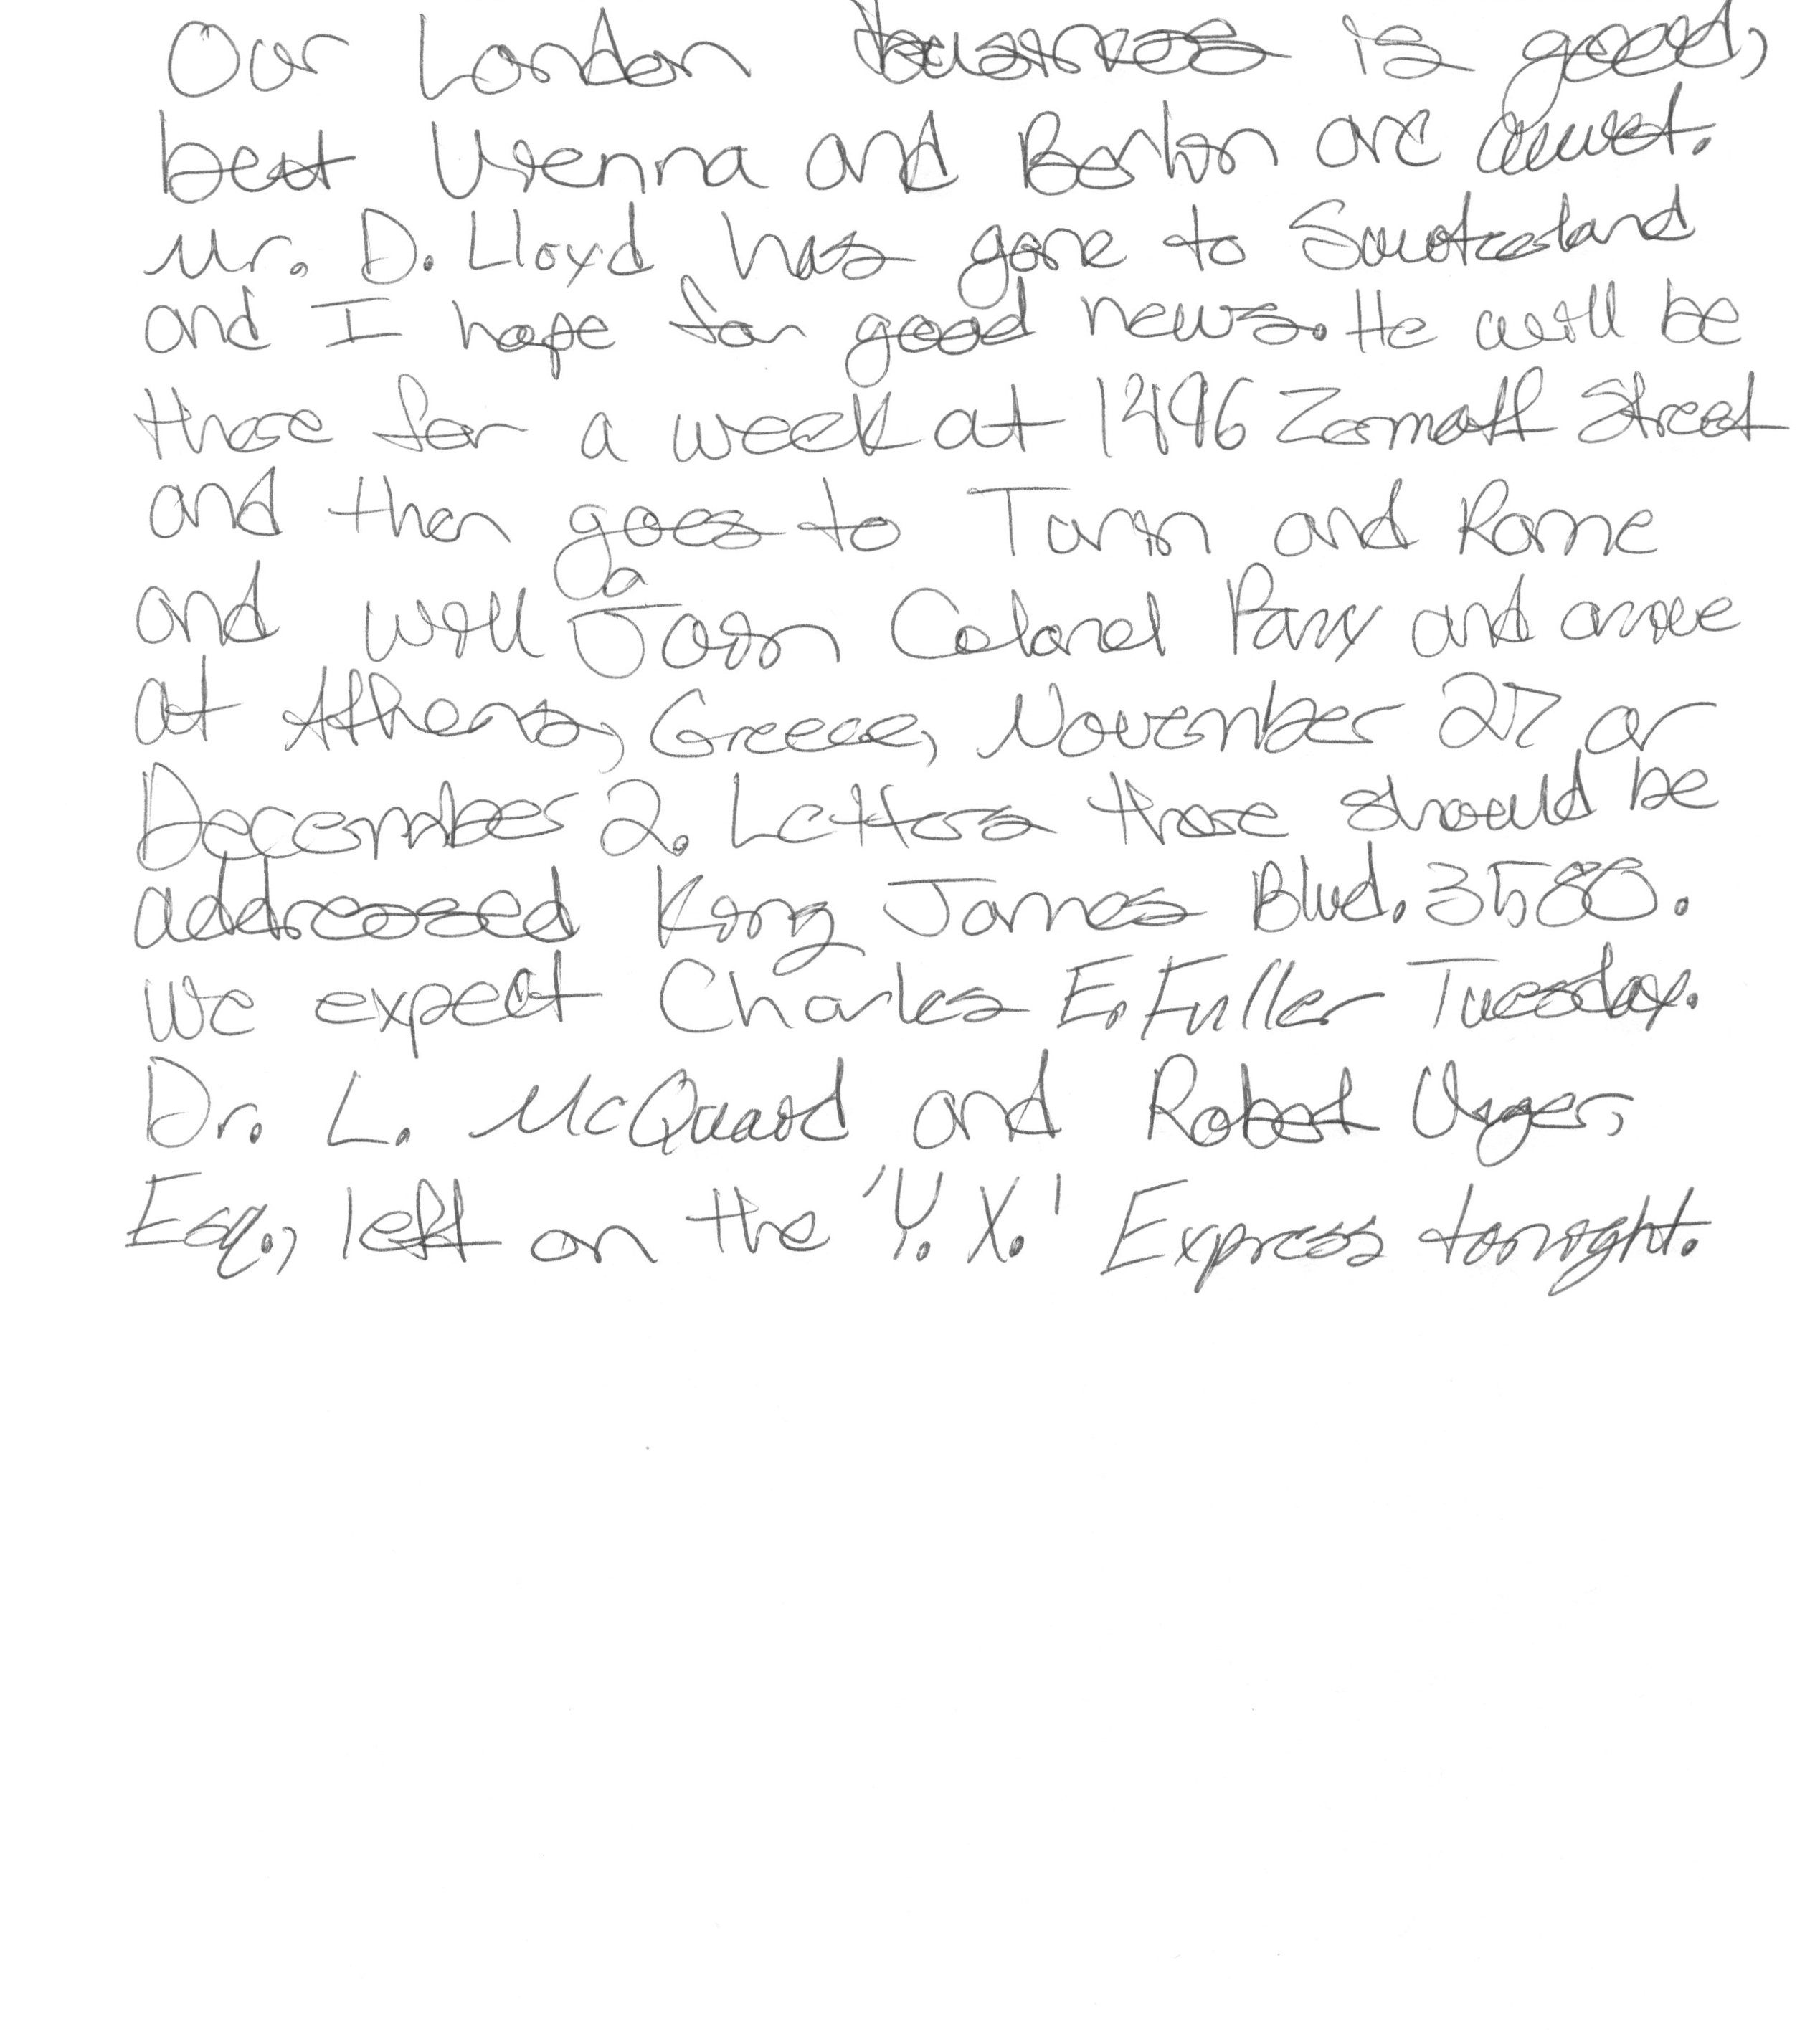 Our London business is good,
but Vienna and Berlin are quiet.
Mr. D. Lloyd has gone to Switzerland
and I hope for good news. He will be
there for a week at 1496 Zermott Street
and then goes to Turin and Rome
and will Join Colonel Parry and arrive
at Athens, Greece, November 27 or
December 2. Letters there should be
addressed King James Blvd. 3580.
We expect Charles E. Fuller Tuesday.
Dr. L. McQuaid and Robert Unger,
Esq., left on the 'Y. X.' Express tonight.